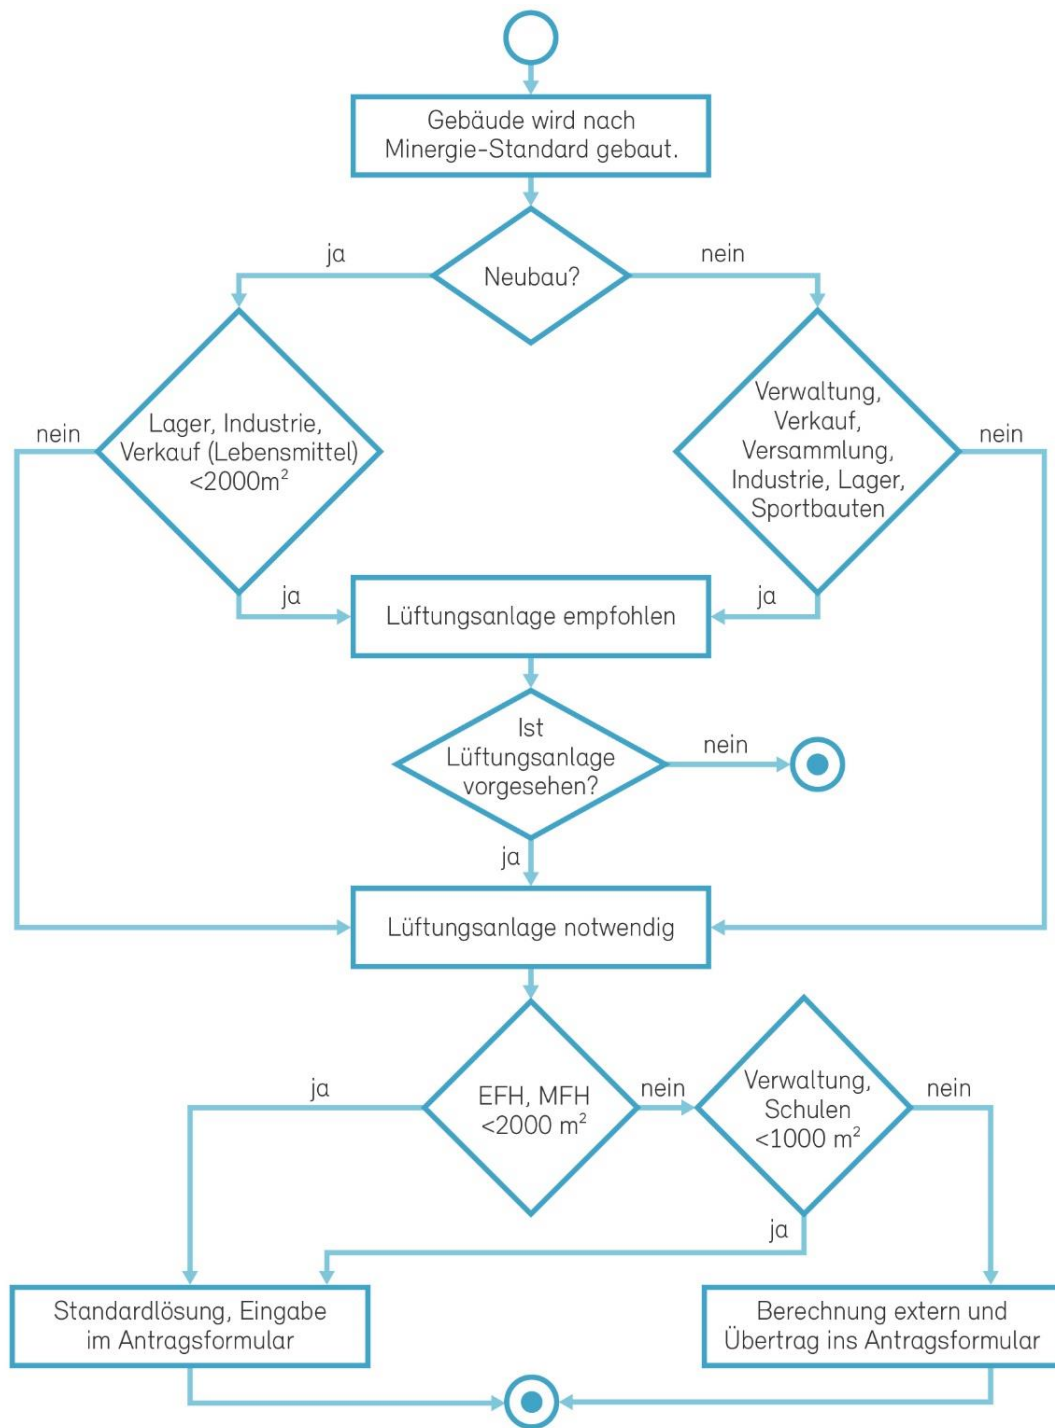 Gebäude wird nach
Minergie-Standard gebaut.
ja
Neubau?
nein
nein
Lager, Industrie,
Verkauf (Lebensmittel)
<2000m²
Verwaltung,
Verkauf,
Versammlung,
Industrie, Lager,
Sportbauten
nein
ja
Lüftungsanlage empfohlen
ja
Ist
Lüftungsanlage
vorgesehen?
nein
ja
Lüftungsanlage notwendig
ja
EFH, MFH
<2000 m²
nein
Verwaltung,
Schulen
<1000 m²
nein
ja
Standardlösung, Eingabe
im Antragsformular
Berechnung extern und
Übertrag ins Antragsformular